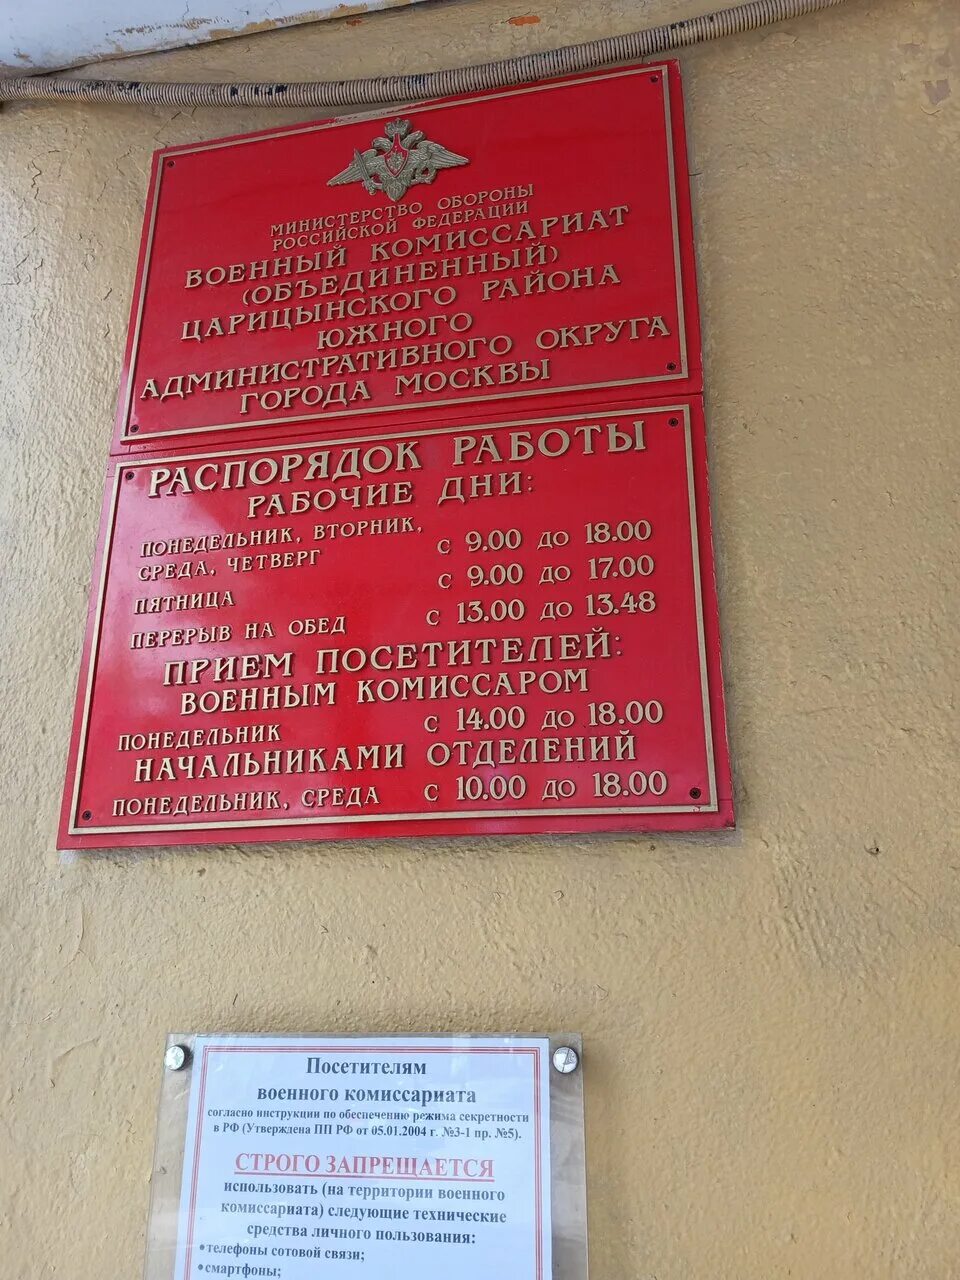 МИНИСТЕРСТВО ОБОРОНЫ
РОССИЙСКОЙ ФЕДЕРАЦИИ
ВОЕННЫЙ КОМИССАРИАТ
(ОБЪЕДИНЕННЫЙ)
ЦАРИЦЫНСКОГО РАЙОНА
ЮЖНОГО
АДМИНИСТРАТИВНОГО ОКРУГА
ГОРОДА МОСКВЫ
РАСПОРЯДОК РАБОТЫ
РАБОЧИЕ ДНИ:
ПОНЕДЕЛЬНИК, ВТОРНИК,
СРЕДА, ЧЕТВЕРГ С 9.00 ДО 18.00
ПЯТНИЦА С 9.00 ДО 17.00
ПЕРЕРЫВ НА ОБЕД С 13.00 ДО 13.48
ПРИЕМ ПОСЕТИТЕЛЕЙ:
ВОЕННЫМ КОМИССАРОМ
ПОНЕДЕЛЬНИК С 14.00 ДО 18.00
НАЧАЛЬНИКАМИ ОТДЕЛЕНИЙ
ПОНЕДЕЛЬНИК, СРЕДА С 10.00 ДО 18.00
Посетителям
военного комиссариата
согласно инструкции по обеспечению режима секретности
в РФ (Утверждена ПП РФ от 05.01.2004 г. №3-1 пр. №5).
СТРОГО ЗАПРЕЩАЕТСЯ
использовать (на территории военного
комиссариата) следующие технические
средства личного пользования:
• телефоны сотовой связи;
• смартфоны;